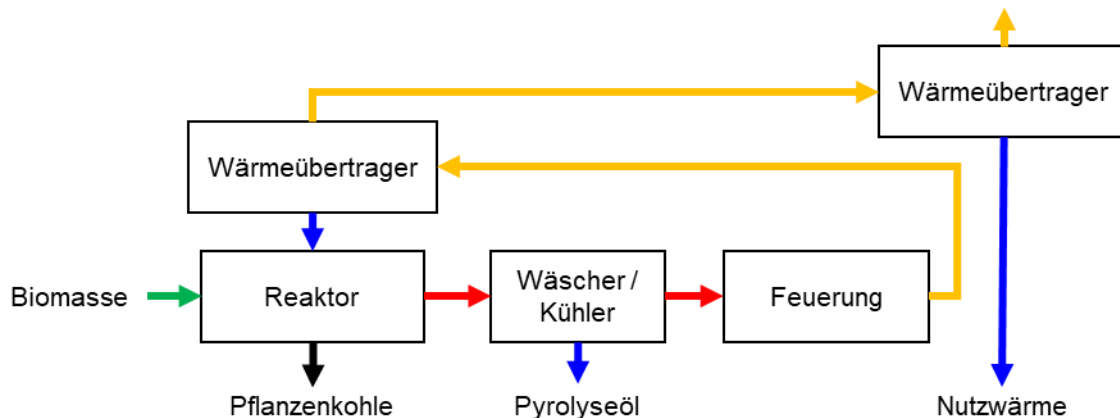 Wärmeübertrager
Wärmeübertrager
Biomasse
Reaktor
Wäscher /
Kühler
Feuerung
Pflanzenkohle
Pyrolyseöl
Nutzwärme